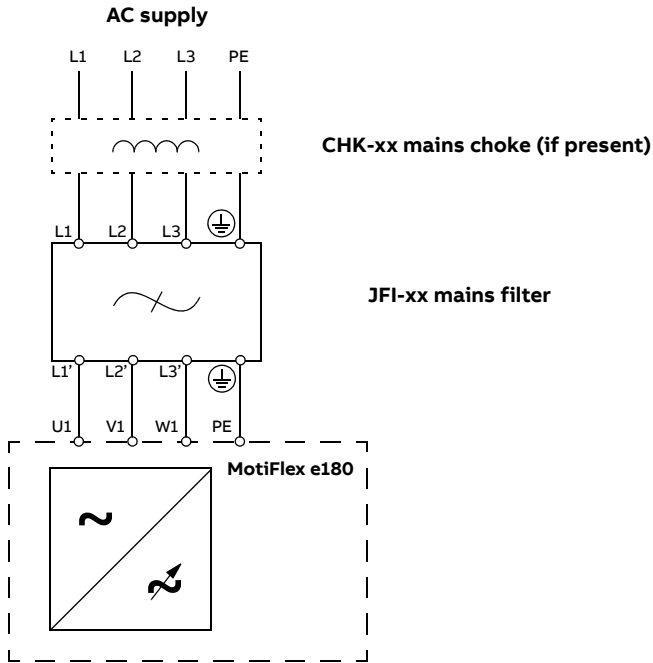 AC supply
L1 L2 L3 PE
CHK-xx mains choke (if present)
L1 L2 L3
JFI-xx mains filter
L1’ L2’ L3’
U1 V1 W1 PE
MotiFlex e180